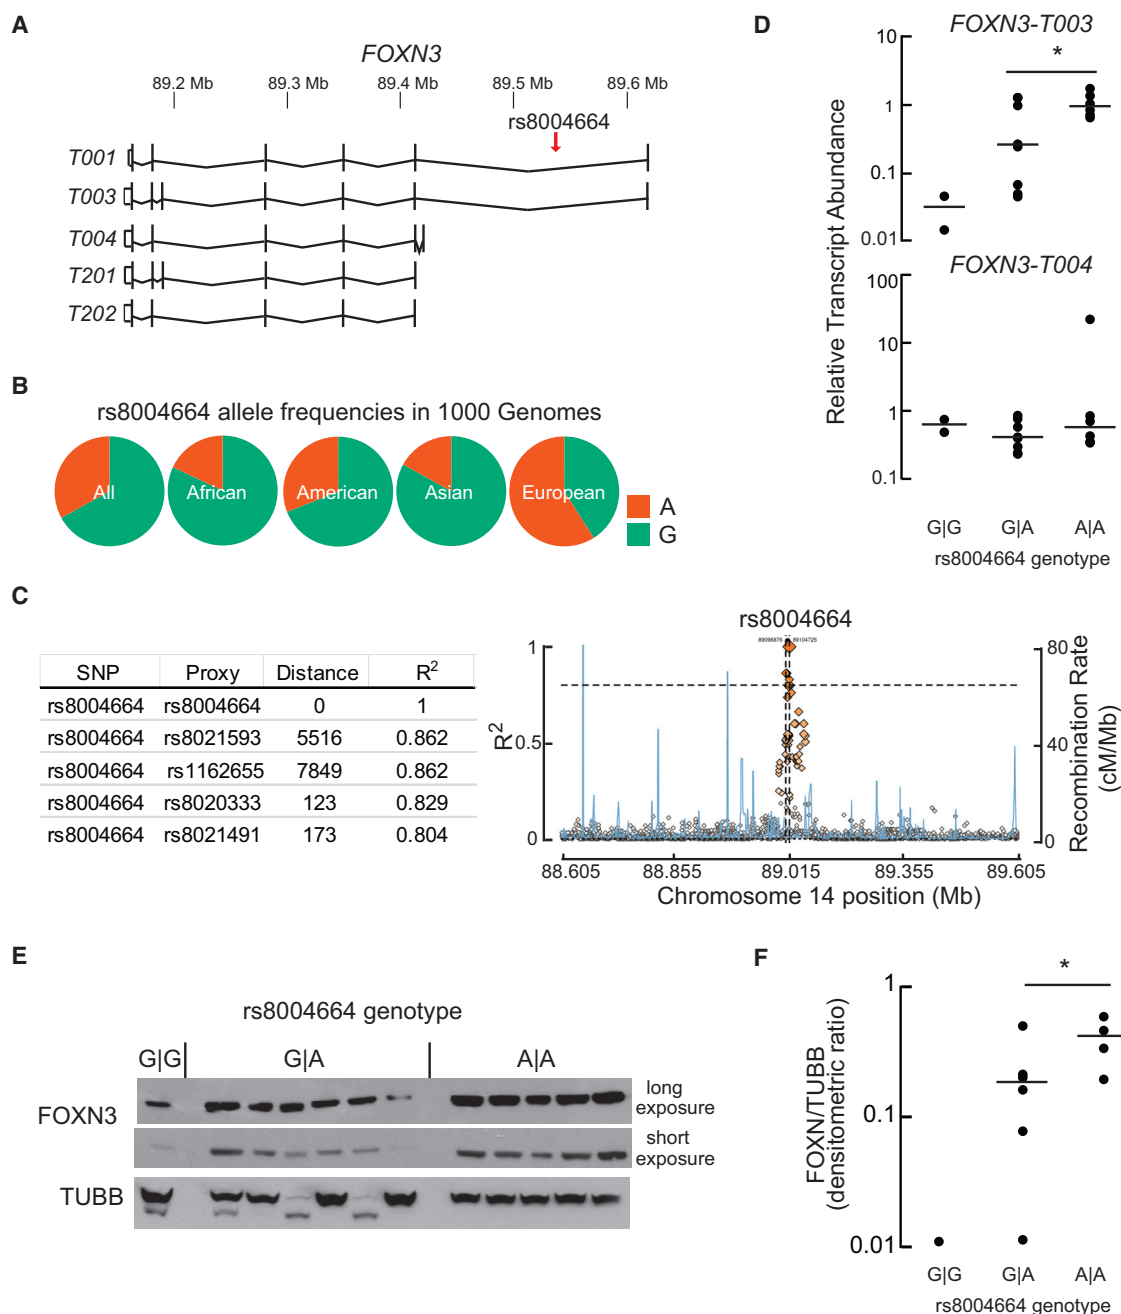 A
FOXN3
89.2 Mb 89.3 Mb 89.4 Mb 89.5 Mb 89.6 Mb
rs8004664
T001
T003
T004
T201
T202
B
rs8004664 allele frequencies in 1000 Genomes
All African American Asian European
A
G
C
SNP Proxy Distance R2
rs8004664 rs8004664 0 1
rs8004664 rs8021593 5516 0.862
rs8004664 rs1162655 7849 0.862
rs8004664 rs8020333 123 0.829
rs8004664 rs8021491 173 0.804
rs8004664
89096876 89104725
1
0.5
0
R2
80
40
0
Recombination Rate
(cM/Mb)
88.605 88.855 89.015 89.355 89.605
Chromosome 14 position (Mb)
D
FOXN3-T003
*
10
1
0.1
0.01
Relative Transcript Abundance
FOXN3-T004
100
10
1
0.1
G|G G|A A|A
rs8004664 genotype
E
rs8004664 genotype
G|G G|A A|A
FOXN3
long
exposure
short
exposure
TUBB
F
*
1
0.1
0.01
FOXN/TUBB
(densitometric ratio)
G|G G|A A|A
rs8004664 genotype